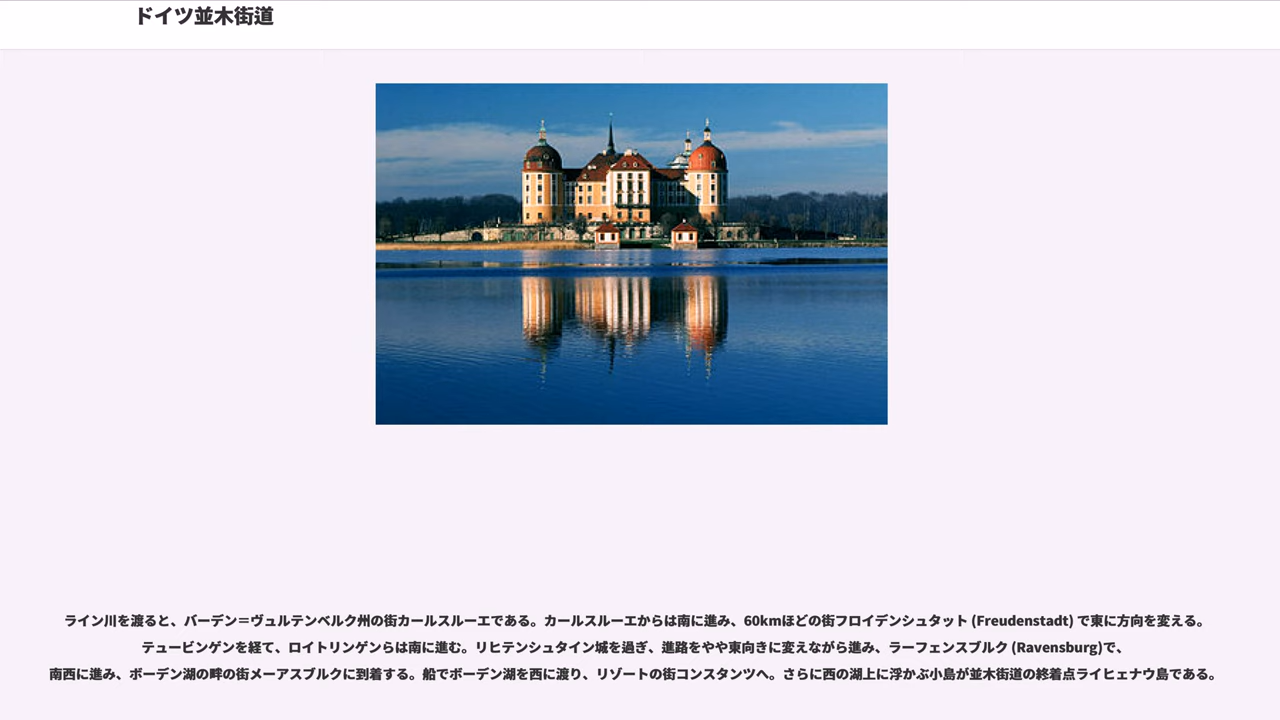 ドイツ並木街道
ライン川を渡ると、バーデン＝ヴュルテンベルク州の街カールスルーエである。カールスルーエからは南に進み、60kmほどの街フロイデンシュタット (Freudenstadt) で東に方向を変える。
テュービンゲンを経て、ロイトリンゲンらは南に進む。リヒテンシュタイン城を過ぎ、進路をやや東向きに変えながら進み、ラーフェンスブルク (Ravensburg)で、
南西に進み、ボーデン湖の畔の街メーアスブルクに到着する。船でボーデン湖を西に渡り、リゾートの街コンスタンツへ。さらに西の湖上に浮かぶ小島が並木街道の終着点ライヒェナウ島である。